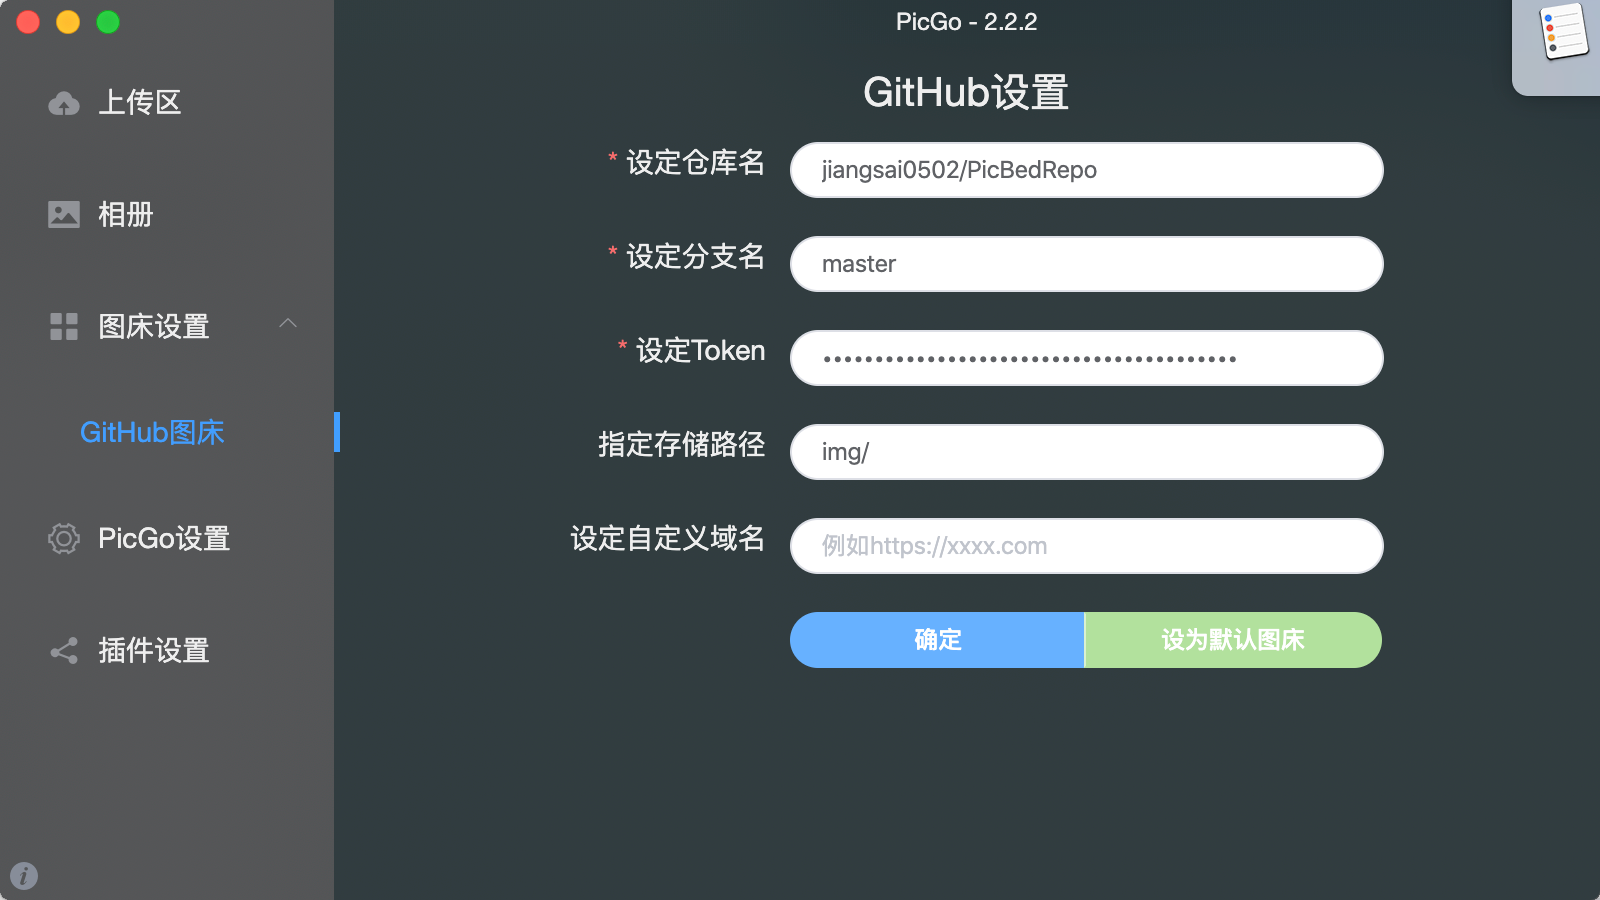 PicGo - 2.2.2
上传区
相册
图床设置
GitHub图床
PicGo设置
插件设置
GitHub设置
* 设定仓库名
jiangsai0502/PicBedRepo
* 设定分支名
master
* 设定Token
••••••••••••••••••••••••••••••••••••••••
指定存储路径
img/
设定自定义域名
例如https://xxxx.com
确定
设为默认图床